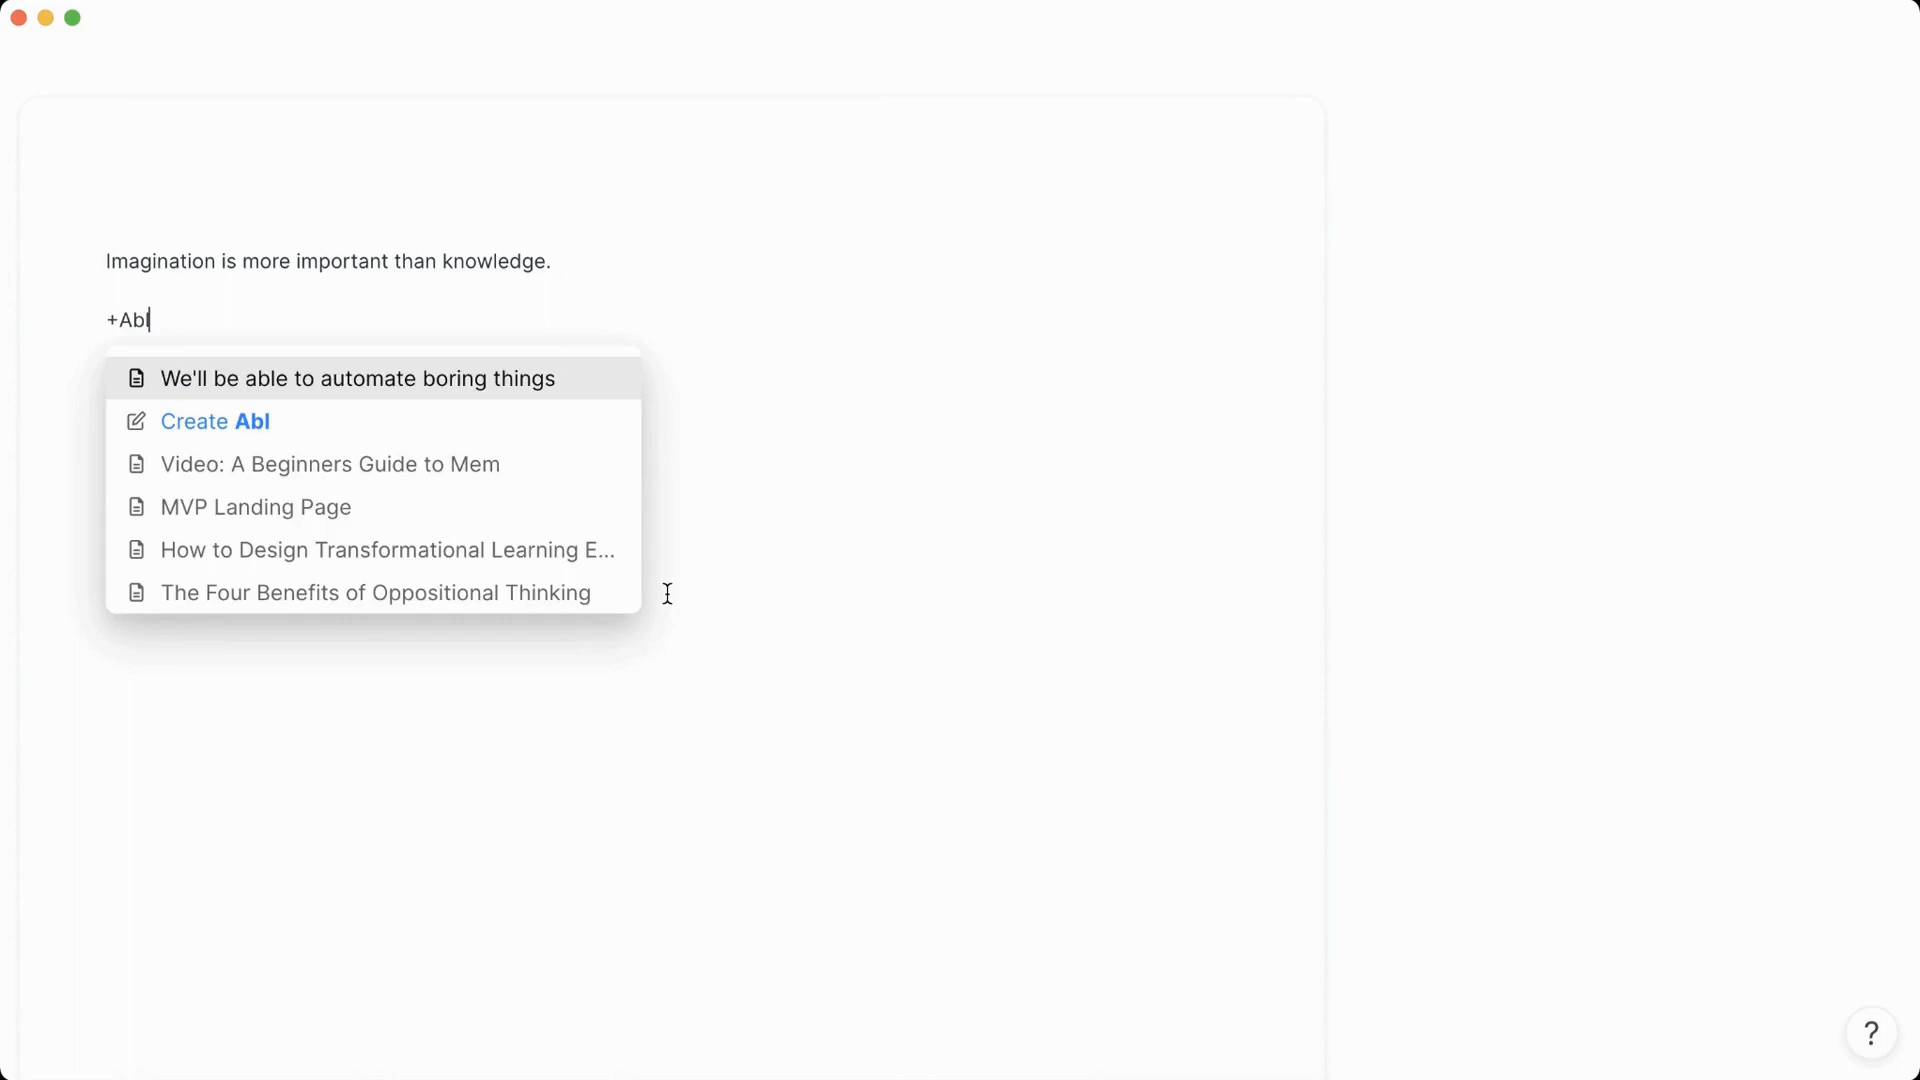 Imagination is more important than knowledge.
+Abl
We'll be able to automate boring things
Create Abl
Video: A Beginners Guide to Mem
MVP Landing Page
How to Design Transformational Learning E...
The Four Benefits of Oppositional Thinking
?